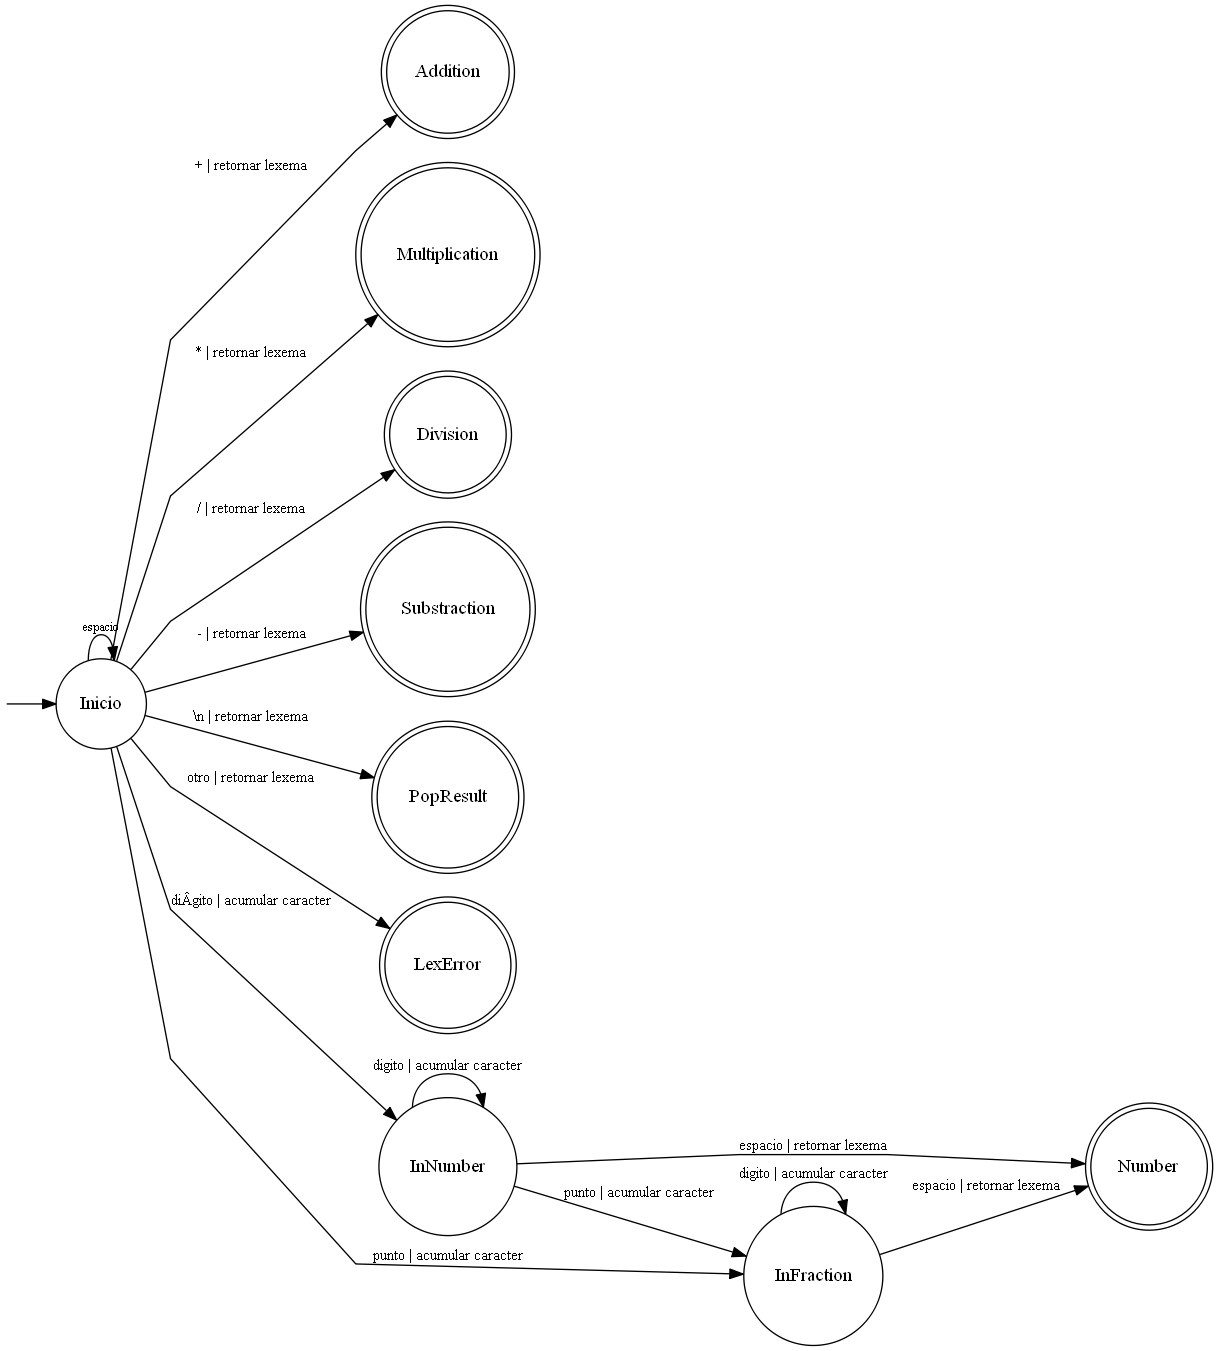 Addition
+ | retornar lexema
Multiplication
* | retornar lexema
Division
/ | retornar lexema
Substraction
espacio
- | retornar lexema
Inicio
\n | retornar lexema
otro | retornar lexema
PopResult
diÂgito | acumular caracter
LexError
digito | acumular caracter
InNumber
espacio | retornar lexema
Number
digito | acumular caracter
punto | acumular caracter
espacio | retornar lexema
punto | acumular caracter
InFraction